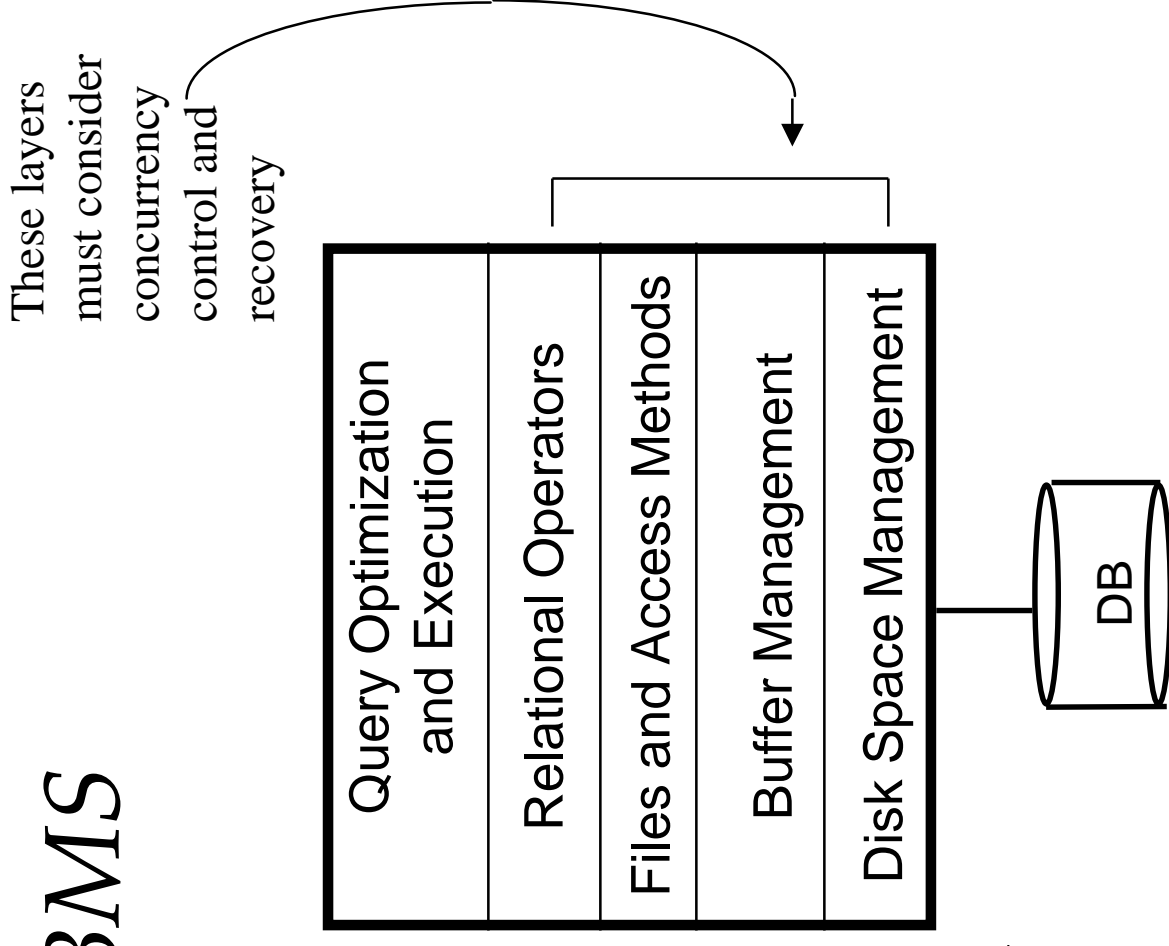 These layers
must consider
concurrency
control and
recovery
Query Optimization
and Execution
Relational Operators
Files and Access Methods
Buffer Management
Disk Space Management
DB